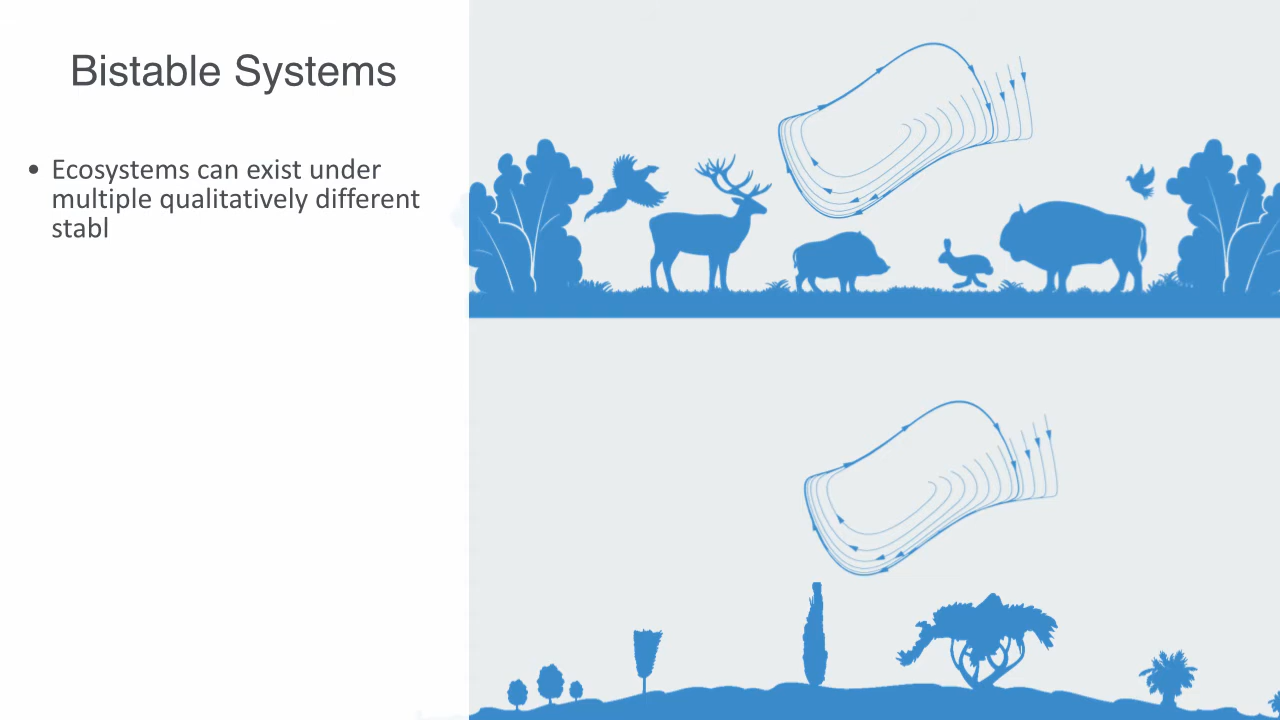 Bistable Systems
• Ecosystems can exist under
multiple qualitatively different
stabl